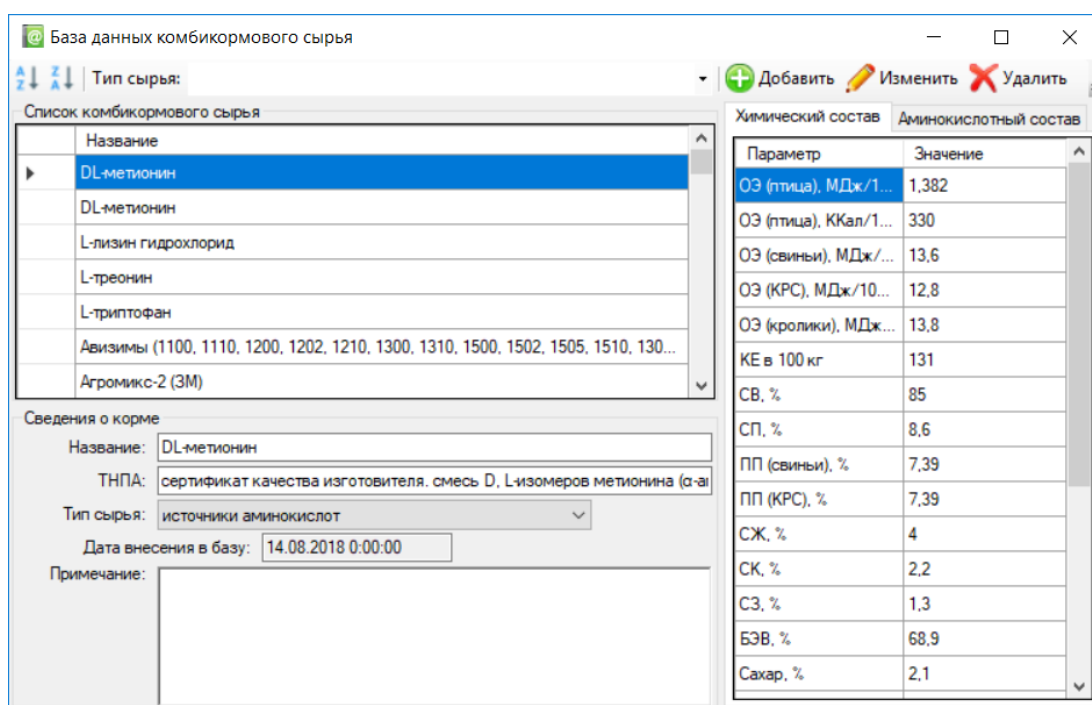 База данных комбикормового сырья
Тип сырья:
Добавить Изменить Удалить
Список комбикормового сырья
Название
DL-метионин
DL-метионин
L-лизин гидрохлорид
L-треонин
L-триптофан
Авизимы (1100, 1110, 1200, 1202, 1210, 1300, 1310, 1500, 1502, 1505, 1510, 130...
Агромикс-2 (ЗМ)
Сведения о корме
Название: DL-метионин
ТНПА: сертификат качества изготовителя. смесь D, L-изомеров метионина (α-а
Тип сырья: источники аминокислот
Дата внесения в базу: 14.08.2018 0:00:00
Примечание:
Химический состав Аминокислотный состав
Параметр Значение
ОЭ (птица), МДж/1... 1,382
ОЭ (птица), ККал/1... 330
ОЭ (свиньи), МДж/... 13,6
ОЭ (КРС), МДж/10... 12,8
ОЭ (кролики), МДж... 13,8
КЕ в 100 кг 131
СВ, % 85
СП, % 8,6
ПП (свиньи), % 7,39
ПП (КРС), % 7,39
СЖ, % 4
СК, % 2,2
СЗ, % 1,3
БЭВ, % 68,9
Сахар, % 2,1